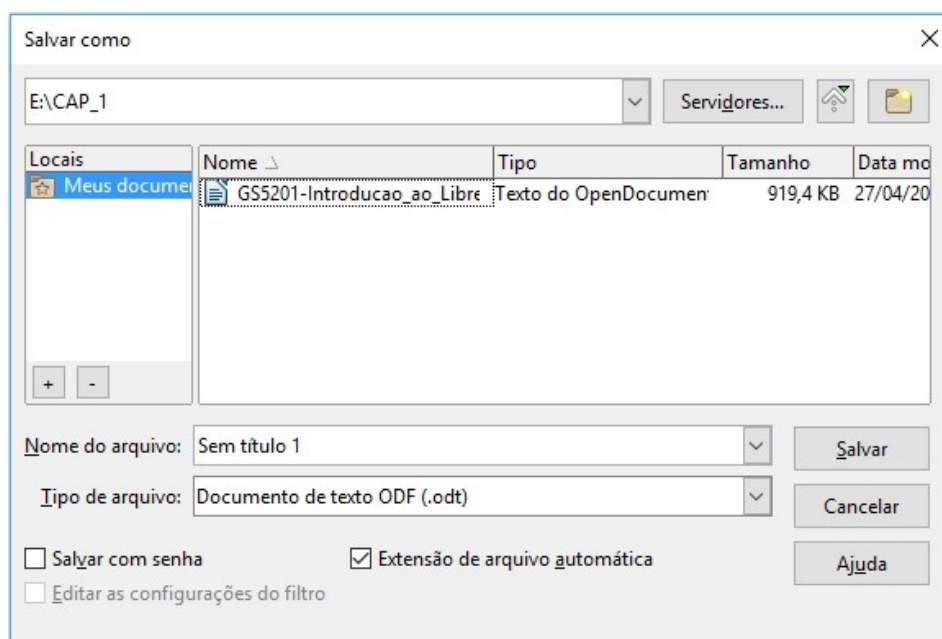 Salvar como
E:\CAP_1
Servidores...
Locais
Nome Tipo Tamanho Data mo
Meus documen
GS5201-Introducao_ao_Libre Texto do OpenDocumen 919,4 KB 27/04/20
+ -
Nome do arquivo: Sem título 1
Salvar
Tipo de arquivo: Documento de texto ODF (.odt)
Cancelar
Salvar com senha Extensão de arquivo automática
Ajuda
Editar as configurações do filtro